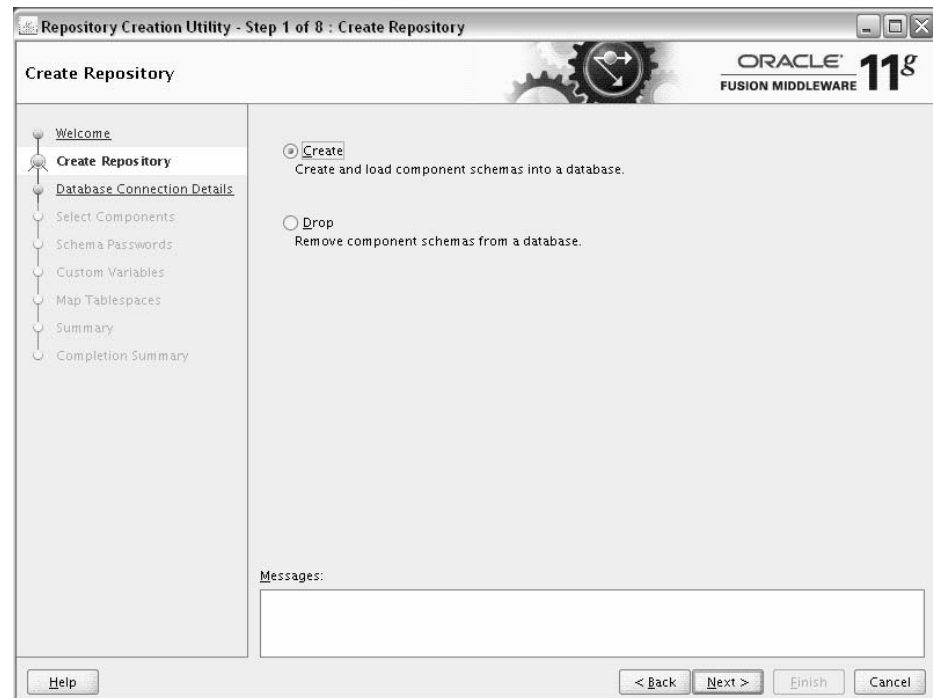 Repository Creation Utility - Step 1 of 8 : Create Repository
Create Repository
ORACLE
FUSION MIDDLEWARE 11g
Welcome
Create Repository
Database Connection Details
Select Components
Schema Passwords
Custom Variables
Map Tablespaces
Summary
Completion Summary
Create
Create and load component schemas into a database.
Drop
Remove component schemas from a database.
Messages:
Help
< Back
Next >
Finish
Cancel